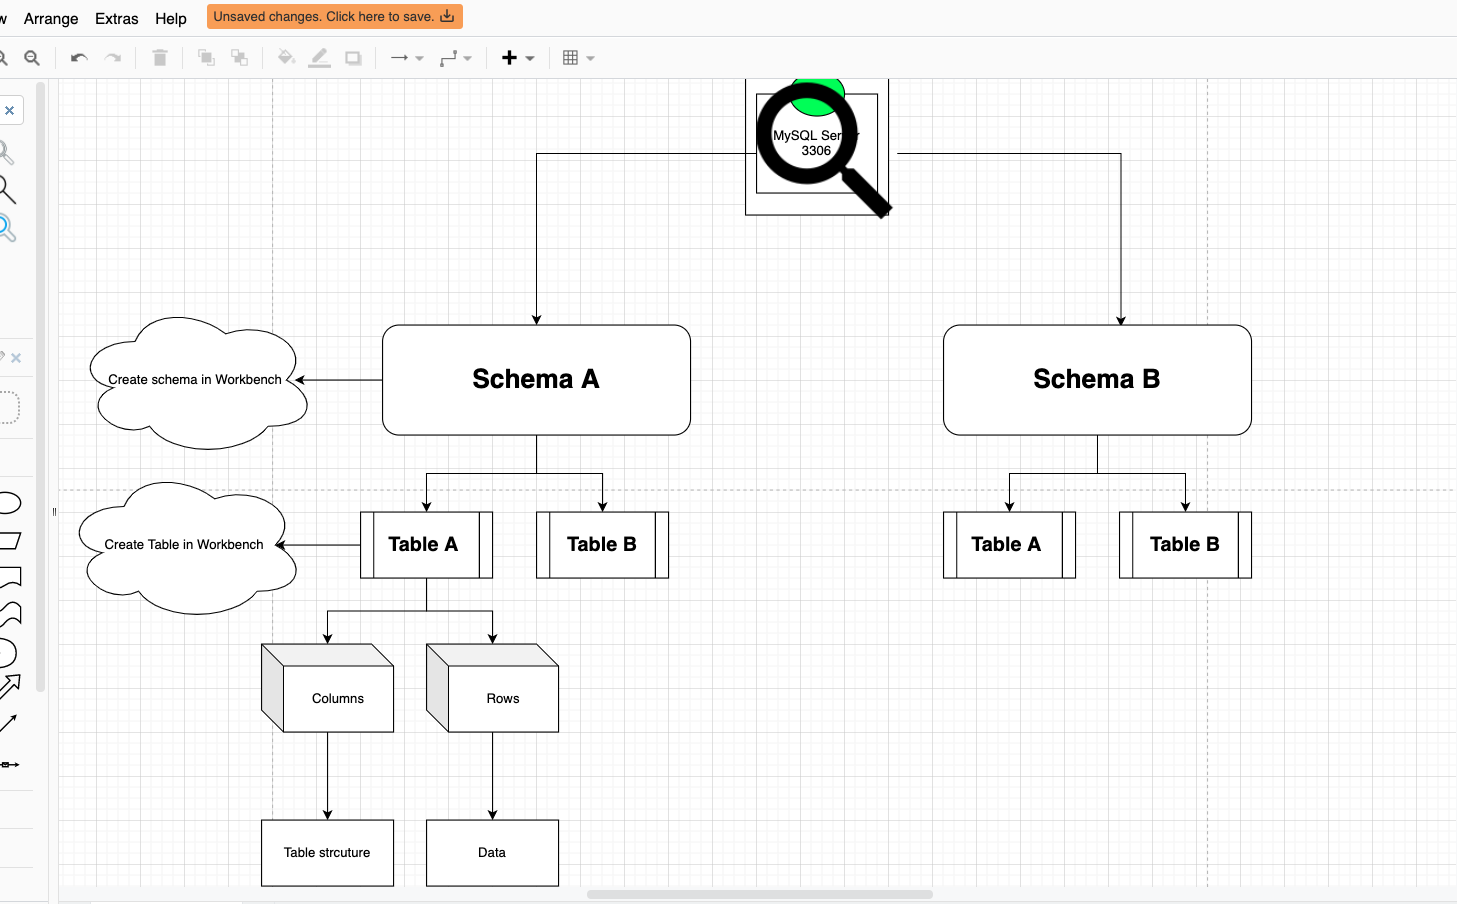 w Arrange Extras Help Unsaved changes. Click here to save.
MySQL Ser r
3306
Schema A
Schema B
Create schema in Workbench
Create Table in Workbench
Table A
Table B
Table A
Table B
Columns
Rows
Table strcuture
Data